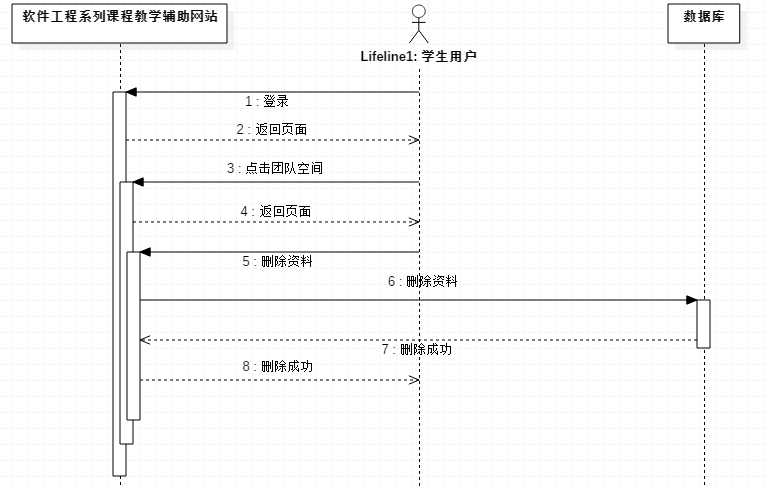 软件工程系列课程教学辅助网站
数据库
Lifeline1: 学生用户
1 : 登录
2 : 返回页面
3 : 点击团队空间
4 : 返回页面
5 : 删除资料
6 : 删除资料
7 : 删除成功
8 : 删除成功